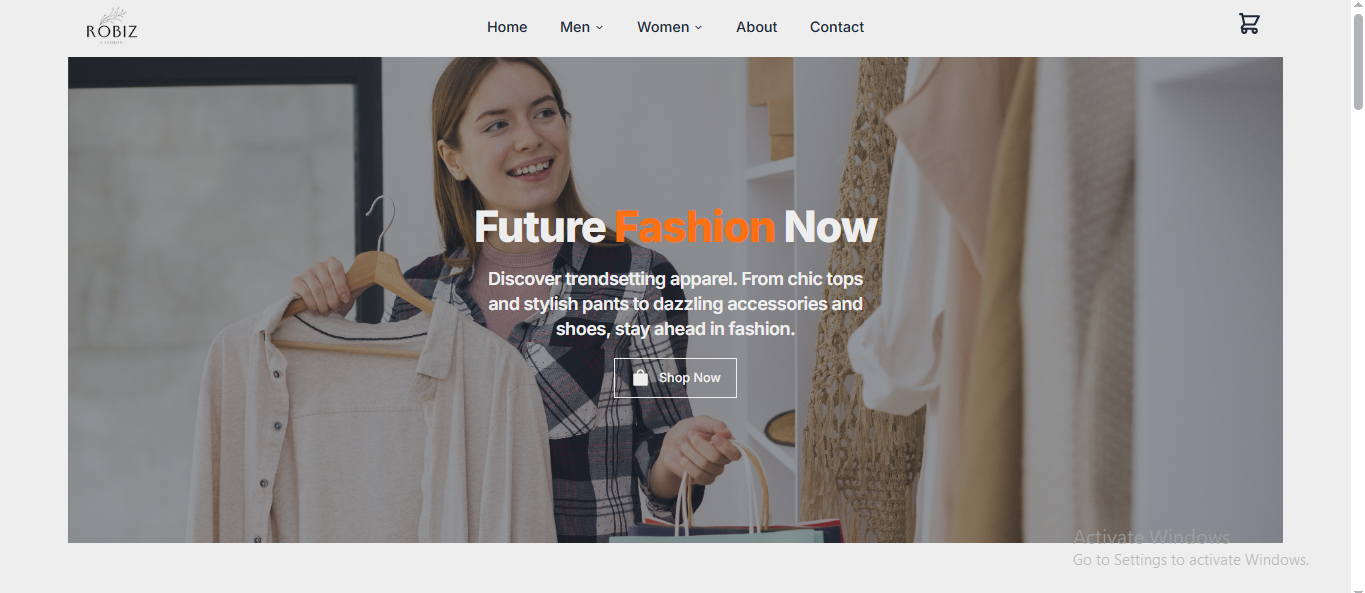 ROBIZ
Home
Men
Women
About
Contact
Future Fashion Now
Discover trendsetting apparel. From chic tops
and stylish pants to dazzling accessories and
shoes, stay ahead in fashion.
Shop Now
Activate Windows
Go to Settings to activate Windows.